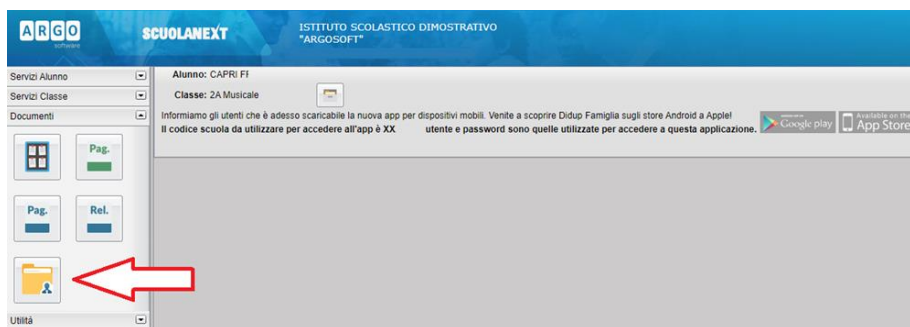 ARGO
software
SCUOLANEXT
ISTITUTO SCOLASTICO DIMOSTRATIVO
"ARGOSOFT"
Servizi Alunno
Servizi Classe
Documenti
Pag.
Pag.
Rel.
Utilità
Alunno: CAPRI FF
Classe: 2A Musicale
Informiamo gli utenti che è adesso scaricabile la nuova app per dispositivi mobili. Venite a scoprire Didup Famiglia sugli store Android a Apple!
Il codice scuola da utilizzare per accedere all'app è XX utente e password sono quelle utilizzate per accedere a questa applicazione.
Google play
Available on the
App Store